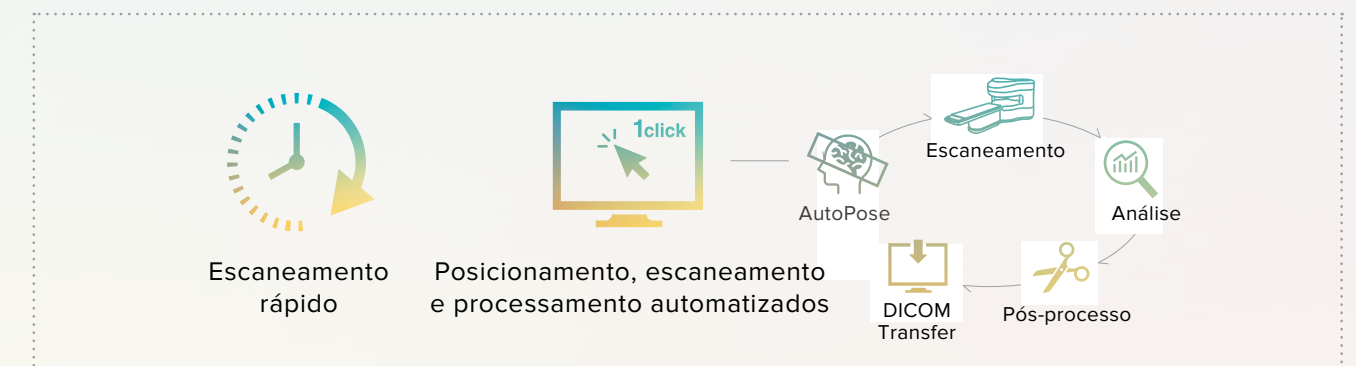 1click
Escaneamento
rápido
Posicionamento, escaneamento
e processamento automatizados
AutoPose
Escaneamento
Análise
Pós-processo
DICOM
Transfer